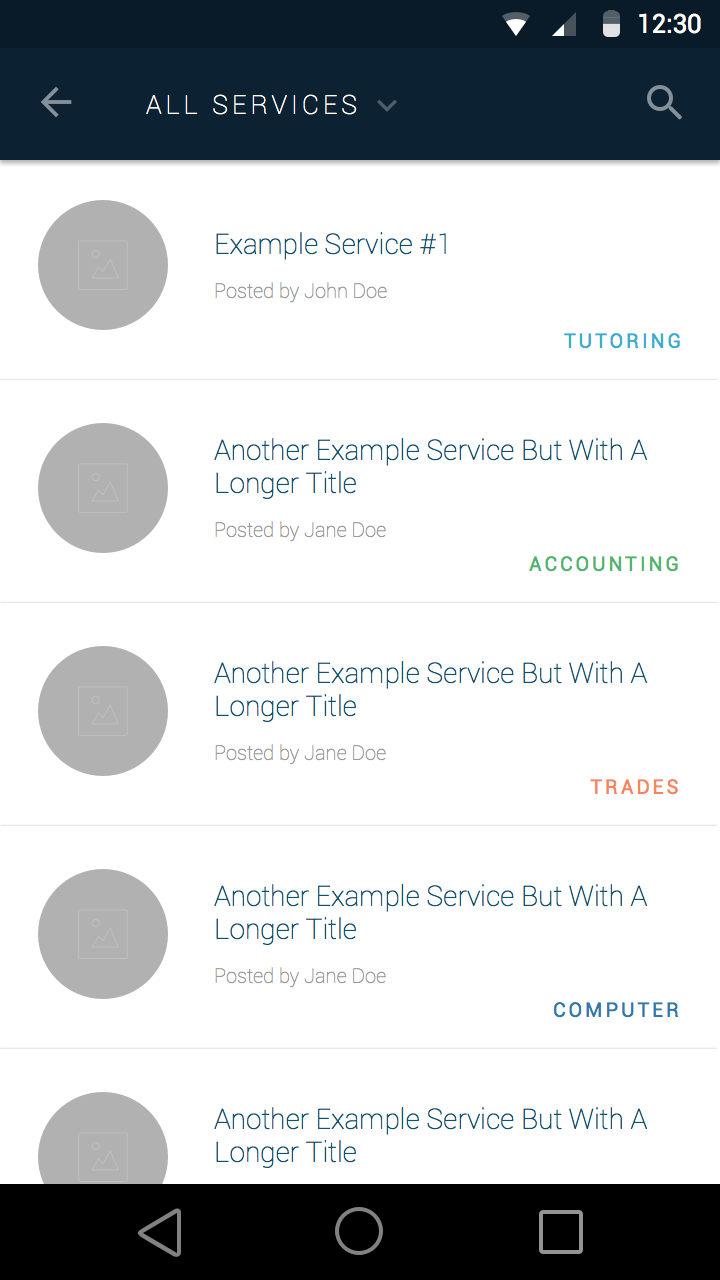 12:30
ALL SERVICES
Example Service #1
Posted by John Doe
TUTORING
Another Example Service But With A
Longer Title
Posted by Jane Doe
ACCOUNTING
Another Example Service But With A
Longer Title
Posted by Jane Doe
TRADES
Another Example Service But With A
Longer Title
Posted by Jane Doe
COMPUTER
Another Example Service But With A
Longer Title